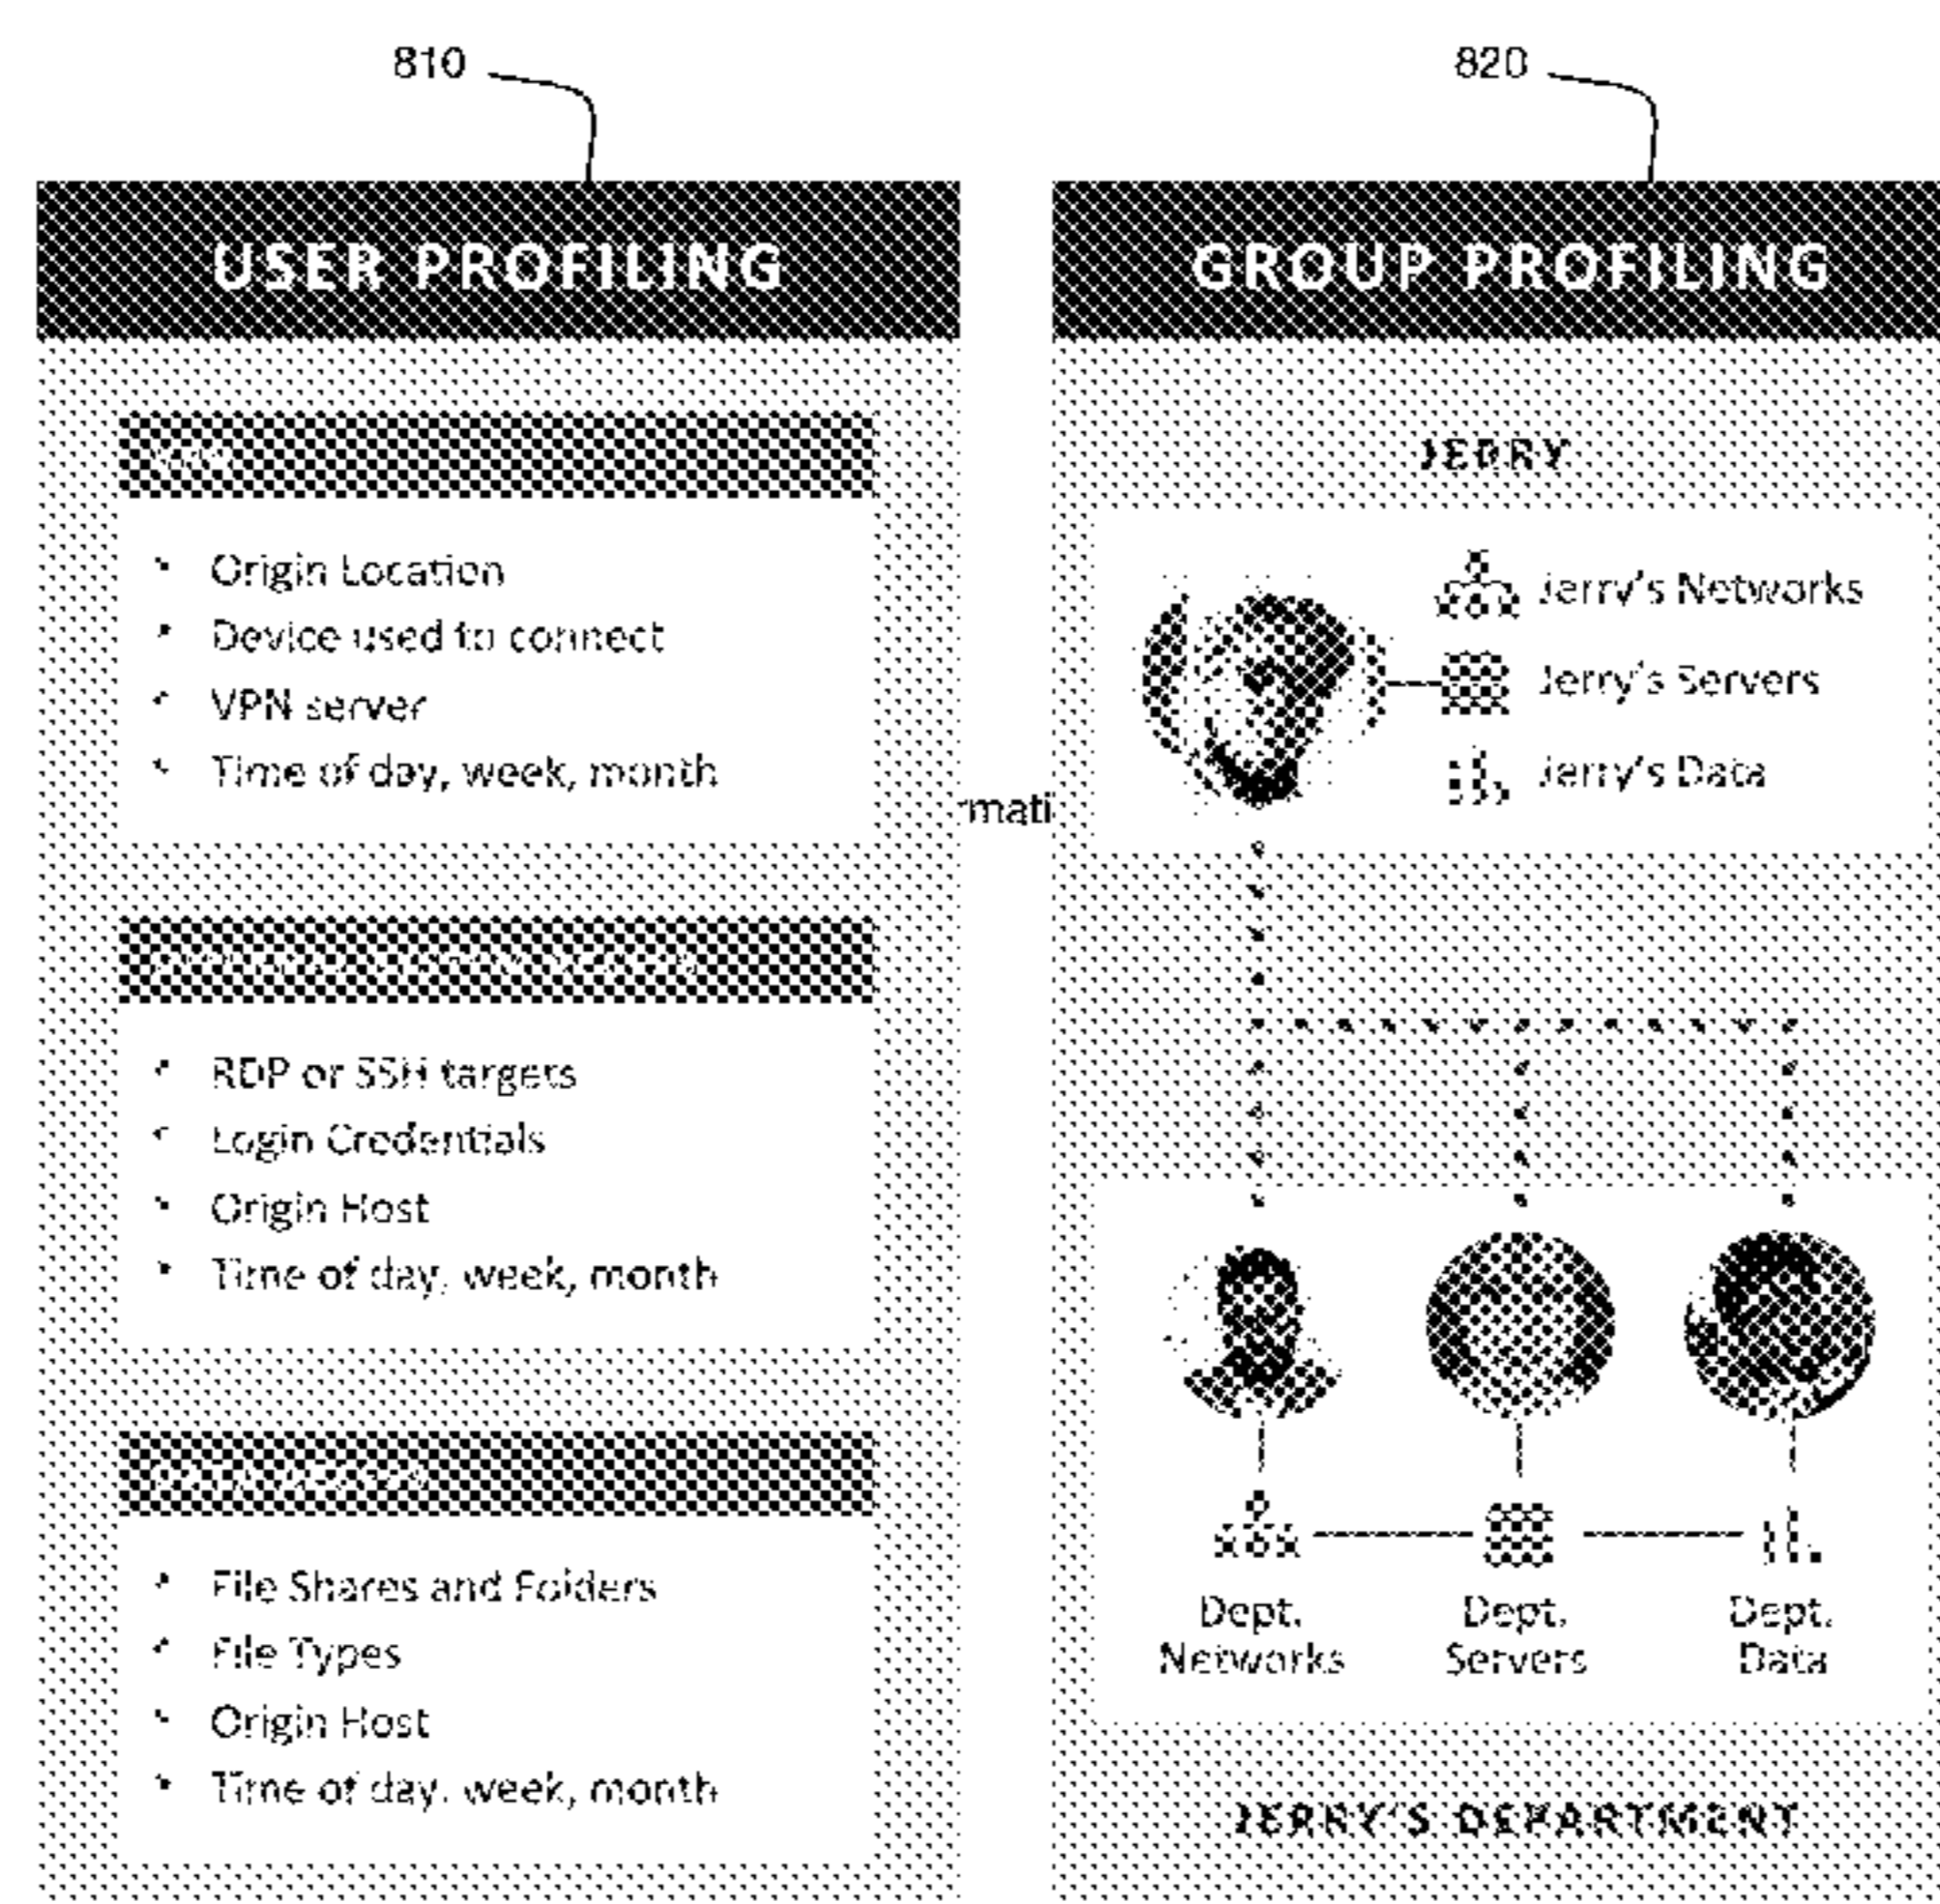 810
820
USER PROFILING
Origin Location
Device used to connect
VPN server
Time of day, week, month
RDP or SSH targets
Login Credentials
Origin Host
Time of day, week, month
File Shares and Folders
File Types
Origin Host
Time of day, week, month
rmati
GROUP PROFILING
JERRY
Jerry's Networks
Jerry's Servers
Jerry's Data
Dept. Networks
Dept. Servers
Dept. Data
JERRY'S DEPARTMENT